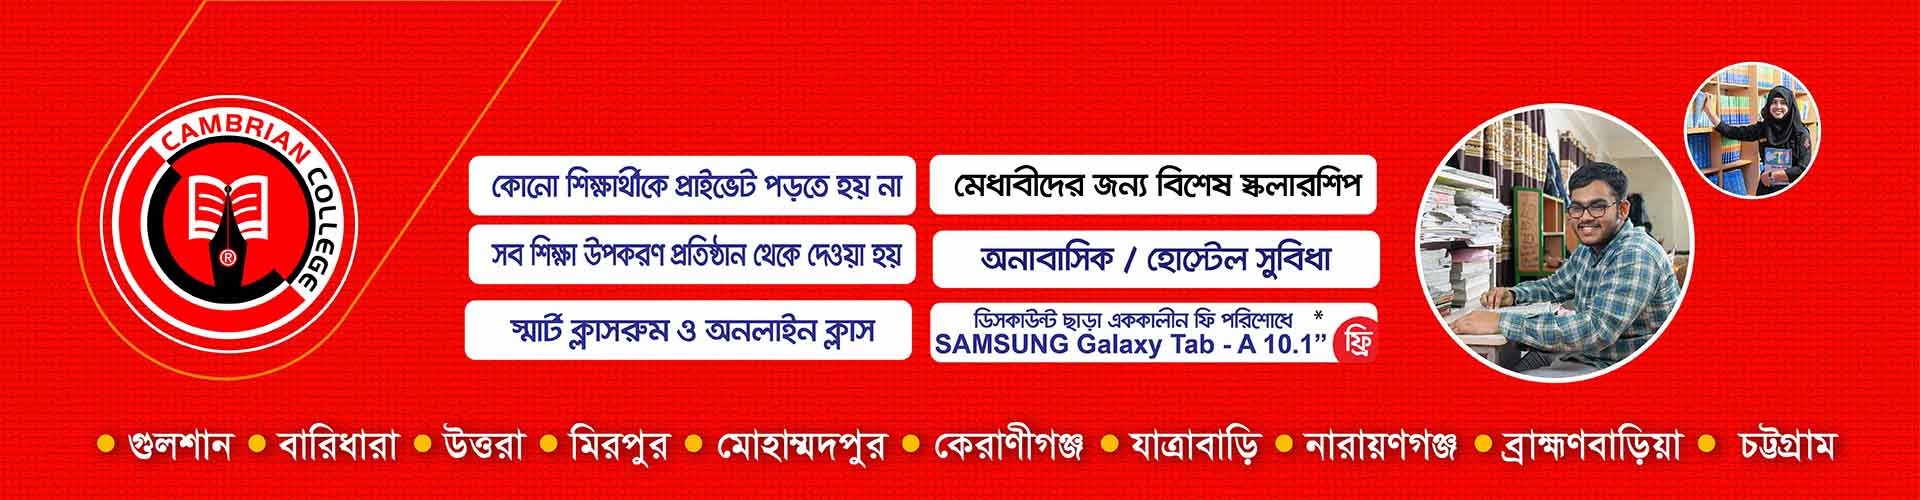 CAMBRIAN COLLEGE
®
কোনো শিক্ষার্থীকে প্রাইভেট পড়তে হয় না
সব শিক্ষা উপকরণ প্রতিষ্ঠান থেকে দেওয়া হয়
স্মার্ট ক্লাসরুম ও অনলাইন ক্লাস
মেধাবীদের জন্য বিশেষ স্কলারশিপ
অনাবাসিক / হোস্টেল সুবিধা
ডিসকাউন্ট ছাড়া এককালীন ফি পরিশোধে *
SAMSUNG Galaxy Tab - A 10.1” ফ্রি
• গুলশান • বারিধারা • উত্তরা • মিরপুর • মোহাম্মদপুর • কেরাণীগঞ্জ • যাত্রাবাড়ি • নারায়ণগঞ্জ • ব্রাহ্মণবাড়িয়া • চট্টগ্রাম